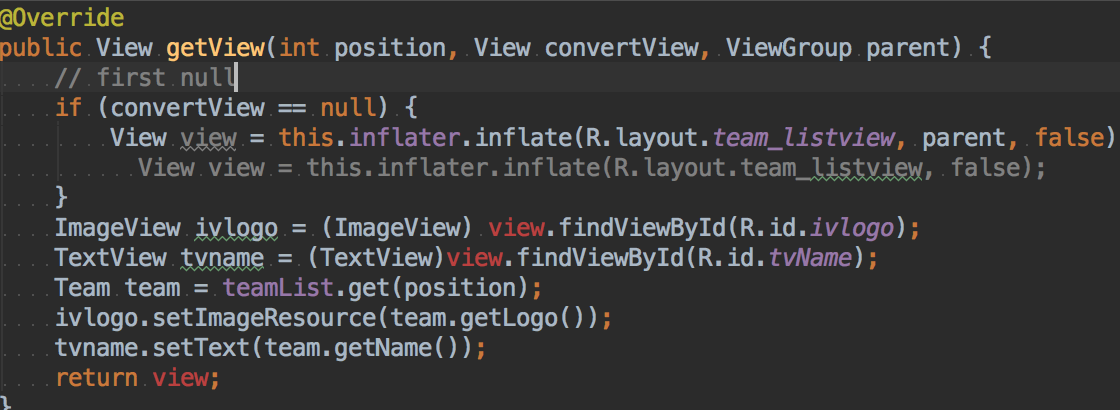 @Override
public View getView(int position, View convertView, ViewGroup parent) {
// first null
if (convertView == null) {
View view = this.inflater.inflate(R.layout.team_listview, parent, false)
View view = this.inflater.inflate(R.layout.team_listview, false);
}
ImageView ivlogo = (ImageView) view.findViewById(R.id.ivlogo);
TextView tvname = (TextView)view.findViewById(R.id.tvName);
Team team = teamList.get(position);
ivlogo.setImageResource(team.getLogo());
tvname.setText(team.getName());
return view;
}